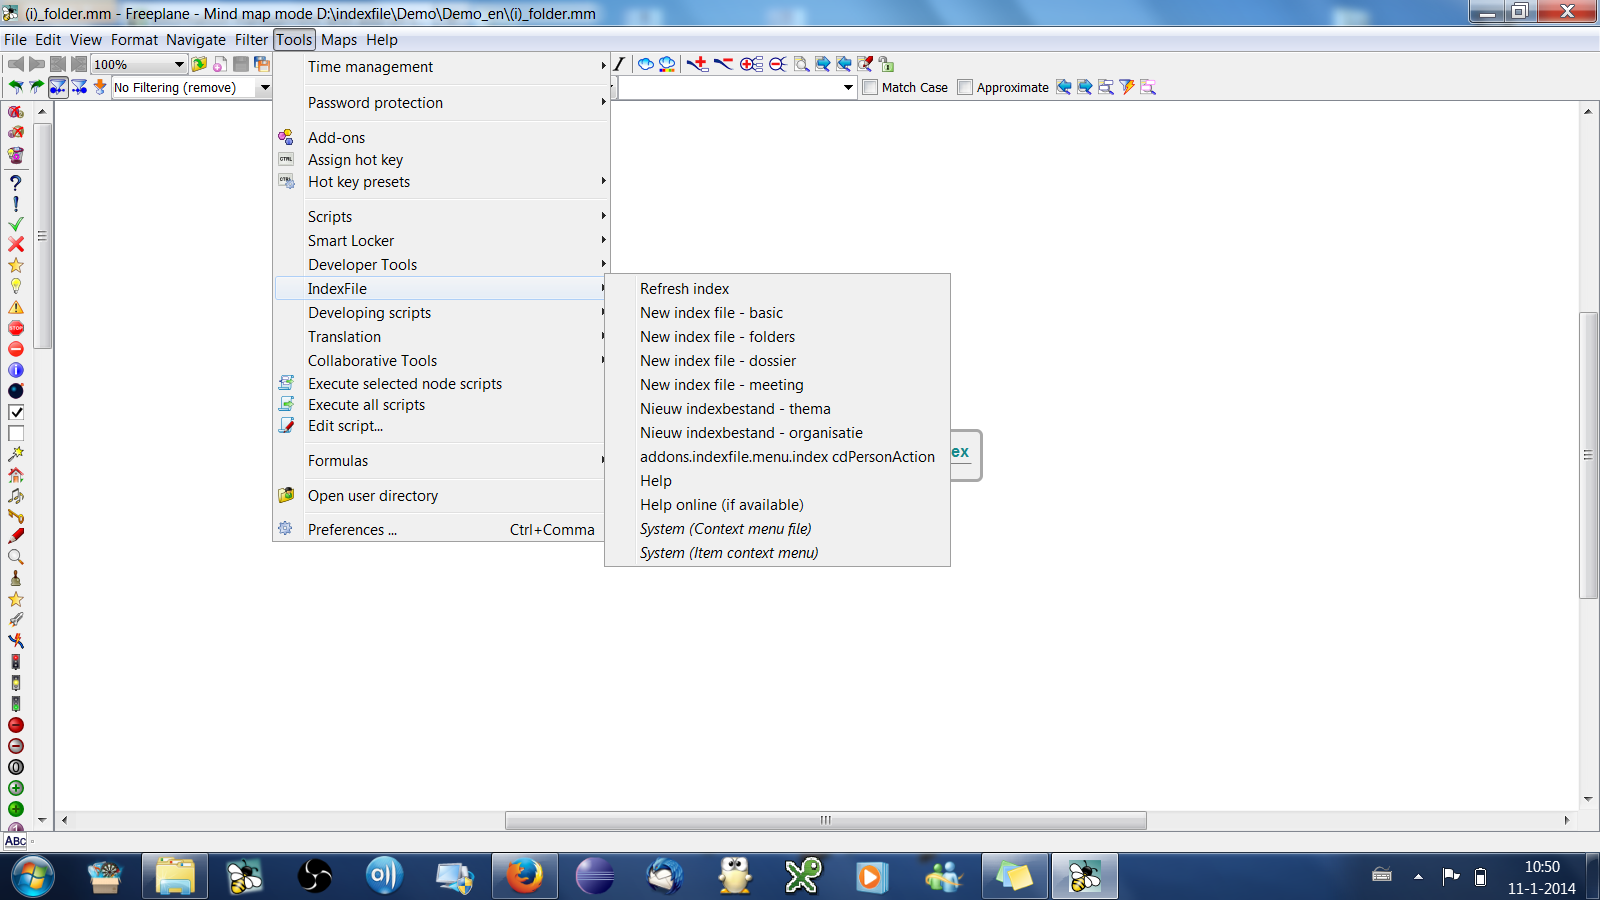 (i)_folder.mm - Freeplane - Mind map mode D:\indexfile\Demo\Demo_en\(i)_folder.mm
File Edit View Format Navigate Filter Tools Maps Help
100%
No Filtering (remove)
Match Case
Approximate
Time management
Password protection
Add-ons
CTRL Assign hot key
CTRL Hot key presets
Scripts
Smart Locker
Developer Tools
IndexFile
Developing scripts
Translation
Collaborative Tools
Execute selected node scripts
Execute all scripts
Edit script...
Formulas
Open user directory
Preferences ... Ctrl+Comma
Refresh index
New index file - basic
New index file - folders
New index file - dossier
New index file - meeting
Nieuw indexbestand - thema
Nieuw indexbestand - organisatie
addons.indexfile.menu.index cdPersonAction
Help
Help online (if available)
System (Context menu file)
System (Item context menu)
ex
STOP
ABC
10:50
11-1-2014